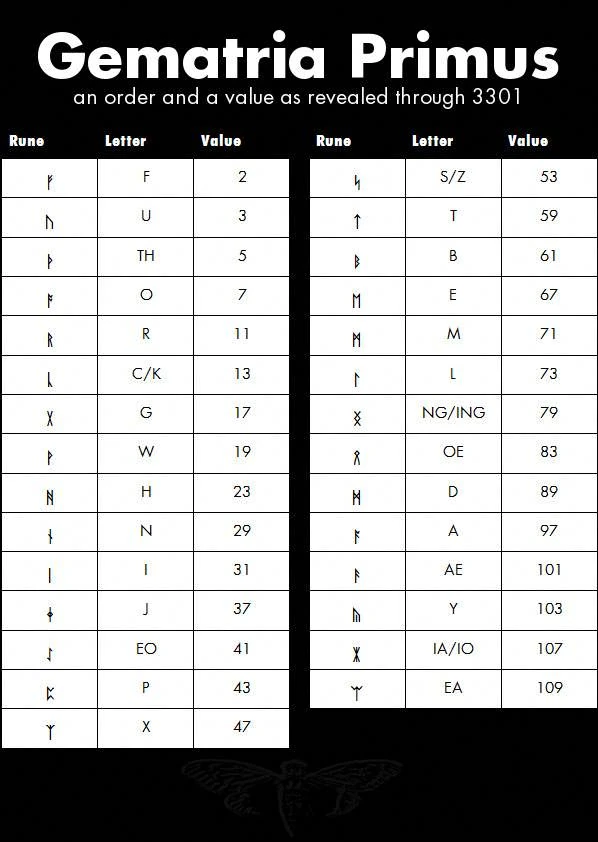 Gematria Primus
an order and a value as revealed through 3301
Rune Letter Value
ᚠ F 2
ᚢ U 3
ᚦ TH 5
ᚩ O 7
ᚱ R 11
ᚳ C/K 13
ᚷ G 17
ᚹ W 19
ᚻ H 23
ᚾ N 29
ᛁ I 31
ᛄ J 37
ᛇ EO 41
ᛈ P 43
ᛉ X 47
Rune Letter Value
ᛋ S/Z 53
ᛏ T 59
ᛒ B 61
ᛖ E 67
ᛗ M 71
ᛚ L 73
ᛝ NG/ING 79
ᛟ OE 83
ᛞ D 89
ᚪ A 97
ᚫ AE 101
ᚣ Y 103
ᛡ IA/IO 107
ᛠ EA 109